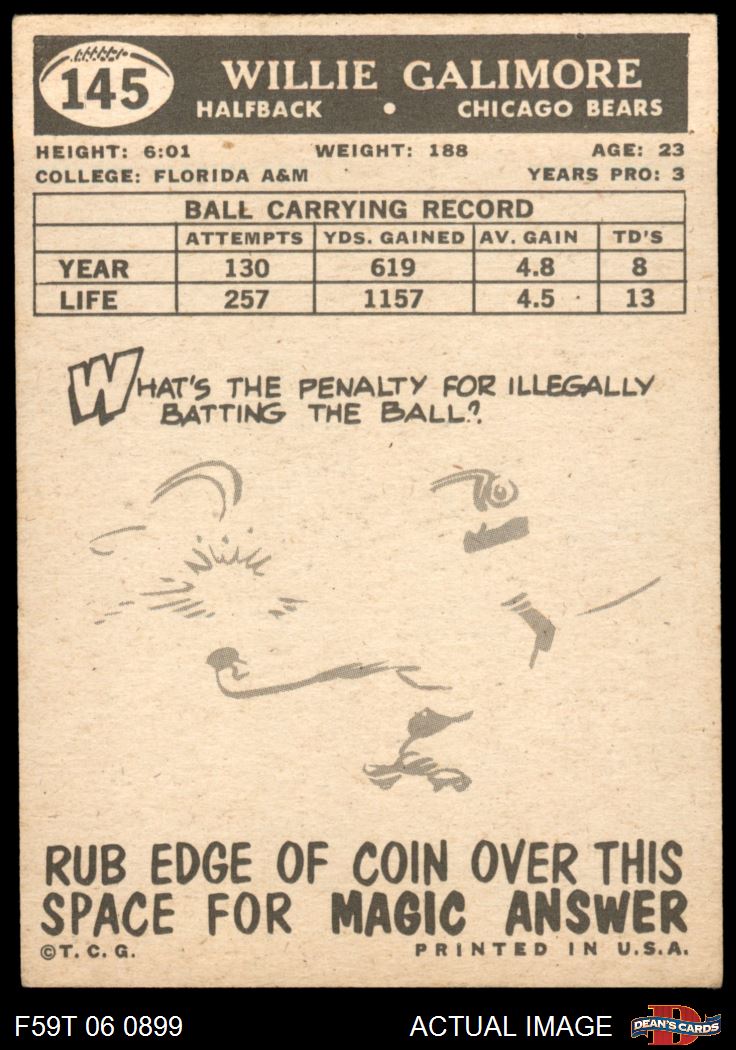 145
WILLIE GALIMORE
HALFBACK • CHICAGO BEARS
HEIGHT: 6:01 WEIGHT: 188 AGE: 23
COLLEGE: FLORIDA A&M YEARS PRO: 3
BALL CARRYING RECORD
ATTEMPTS YDS. GAINED AV. GAIN TD'S
YEAR 130 619 4.8 8
LIFE 257 1157 4.5 13
WHAT'S THE PENALTY FOR ILLEGALLY
BATTING THE BALL?
RUB EDGE OF COIN OVER THIS
SPACE FOR MAGIC ANSWER
©T. C. G. PRINTED IN U.S.A.
F59T 06 0899 ACTUAL IMAGE DEAN'S CARDS